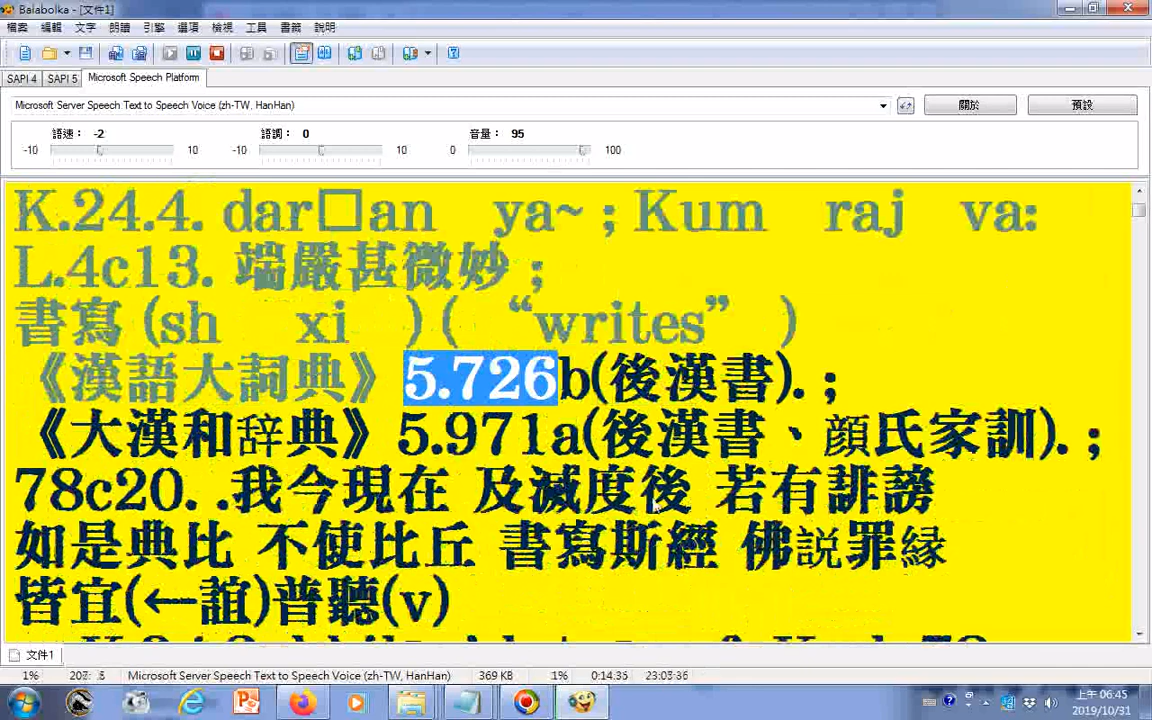 Balabolka - [文件1]
檔案 編輯 文字 朗讀 引擎 選項 檢視 工具 書籤 說明
SAPI 4 SAPI 5 Microsoft Speech Platform
Microsoft Server Speech Text to Speech Voice (zh-TW, HanHan) 關於 預設
語速： -2 語調： 0 音量： 95
-10 10 -10 10 0 100
K.24.4. dar□an ya~ ; Kum raj va:
L.4c13. 端嚴甚微妙 ;
書寫 (sh xi ) ( “writes” )
《漢語大詞典》 5.726b(後漢書). ;
《大漢和辞典》 5.971a(後漢書、顔氏家訓). ;
78c20. .我今現在 及滅度後 若有誹謗
如是典比 不使比丘 書寫斯經 佛説罪縁
皆宜(←誼)普聽(v)
文件1
1% Microsoft Server Speech Text to Speech Voice (zh-TW, HanHan) 369 KB 1% 0:14:35 23:03:36
上午 06:45
2019/10/31